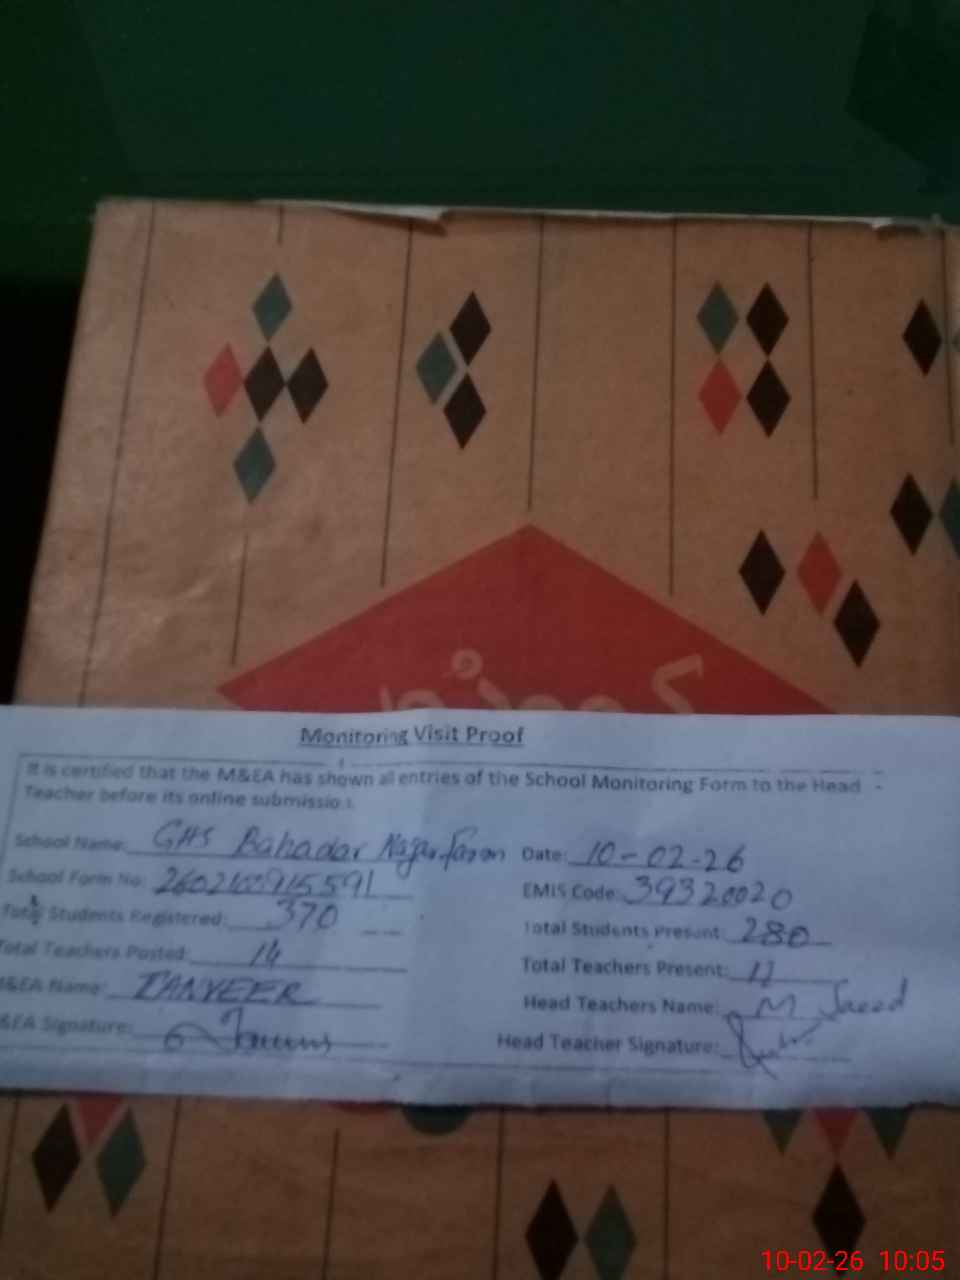 Monitoring Visit Proof
It is certified that the M&EA has shown all entries of the School Monitoring Form to the Head
Teacher before its online submission.
School Name: GHS Bahadar Nagar Farm Date: 10-02-26
School Form No: EMIS Code: 39320020
Total Students Registered: 370 Total Students Present: 280
Total Teachers Posted: 14 Total Teachers Present:
M&EA Name: TANVEER Head Teachers Name: M Saeed
M&EA Signature: Head Teacher Signature:
10-02-26 10:05